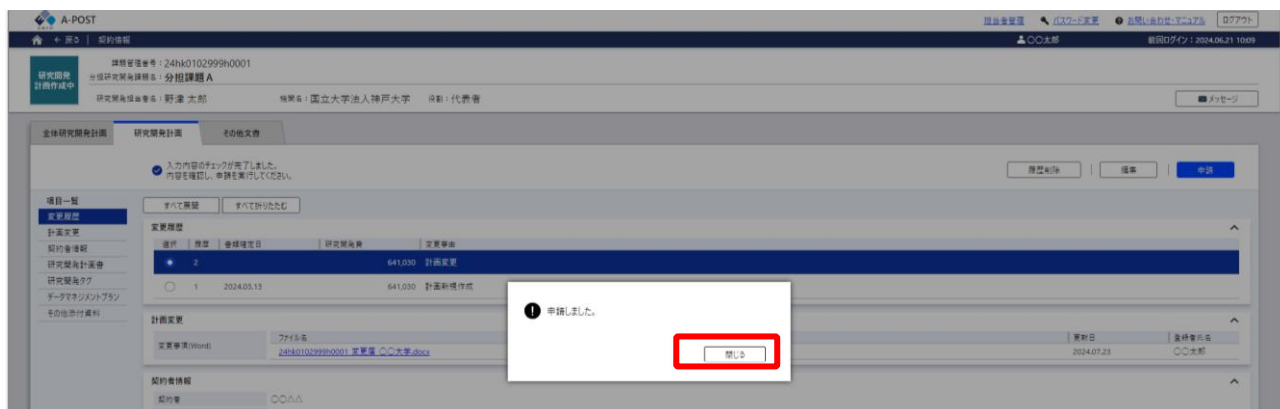 A-POST
担当者管理 パスワード変更 お問い合わせ・マニュアル ログアウト
← 戻る | 契約情報 〇〇太郎 前回ログイン：2024.06.21 10:09
研究開発
計画作成中
課題管理番号：24hk0102999h0001
分担研究開発課題名：分担課題A
研究開発担当者名：野津 太郎 機関名：国立大学法人神戸大学 役割：代表者 メッセージ
全体研究開発計画 研究開発計画 その他文書
入力内容のチェックが完了しました。
内容を確認し、申請を実行してください。
履歴削除 | 編集 | 申請
項目一覧
変更履歴
計画変更
契約者情報
研究開発計画書
研究開発タグ
データマネジメントプラン
その他添付資料
すべて展開 すべて折りたたむ
変更履歴
選択 履歴 書類確定日 研究開発費 変更事由
2 641,030 計画変更
1 2024.03.13 641,030 計画新規作成
計画変更
変更事項(Word)
ファイル名 更新日 登録者氏名
24hk0102999h0001_変更届_〇〇大学.docx 2024.07.23 〇〇太郎
契約者情報
契約者 〇〇△△
申請しました。
閉じる